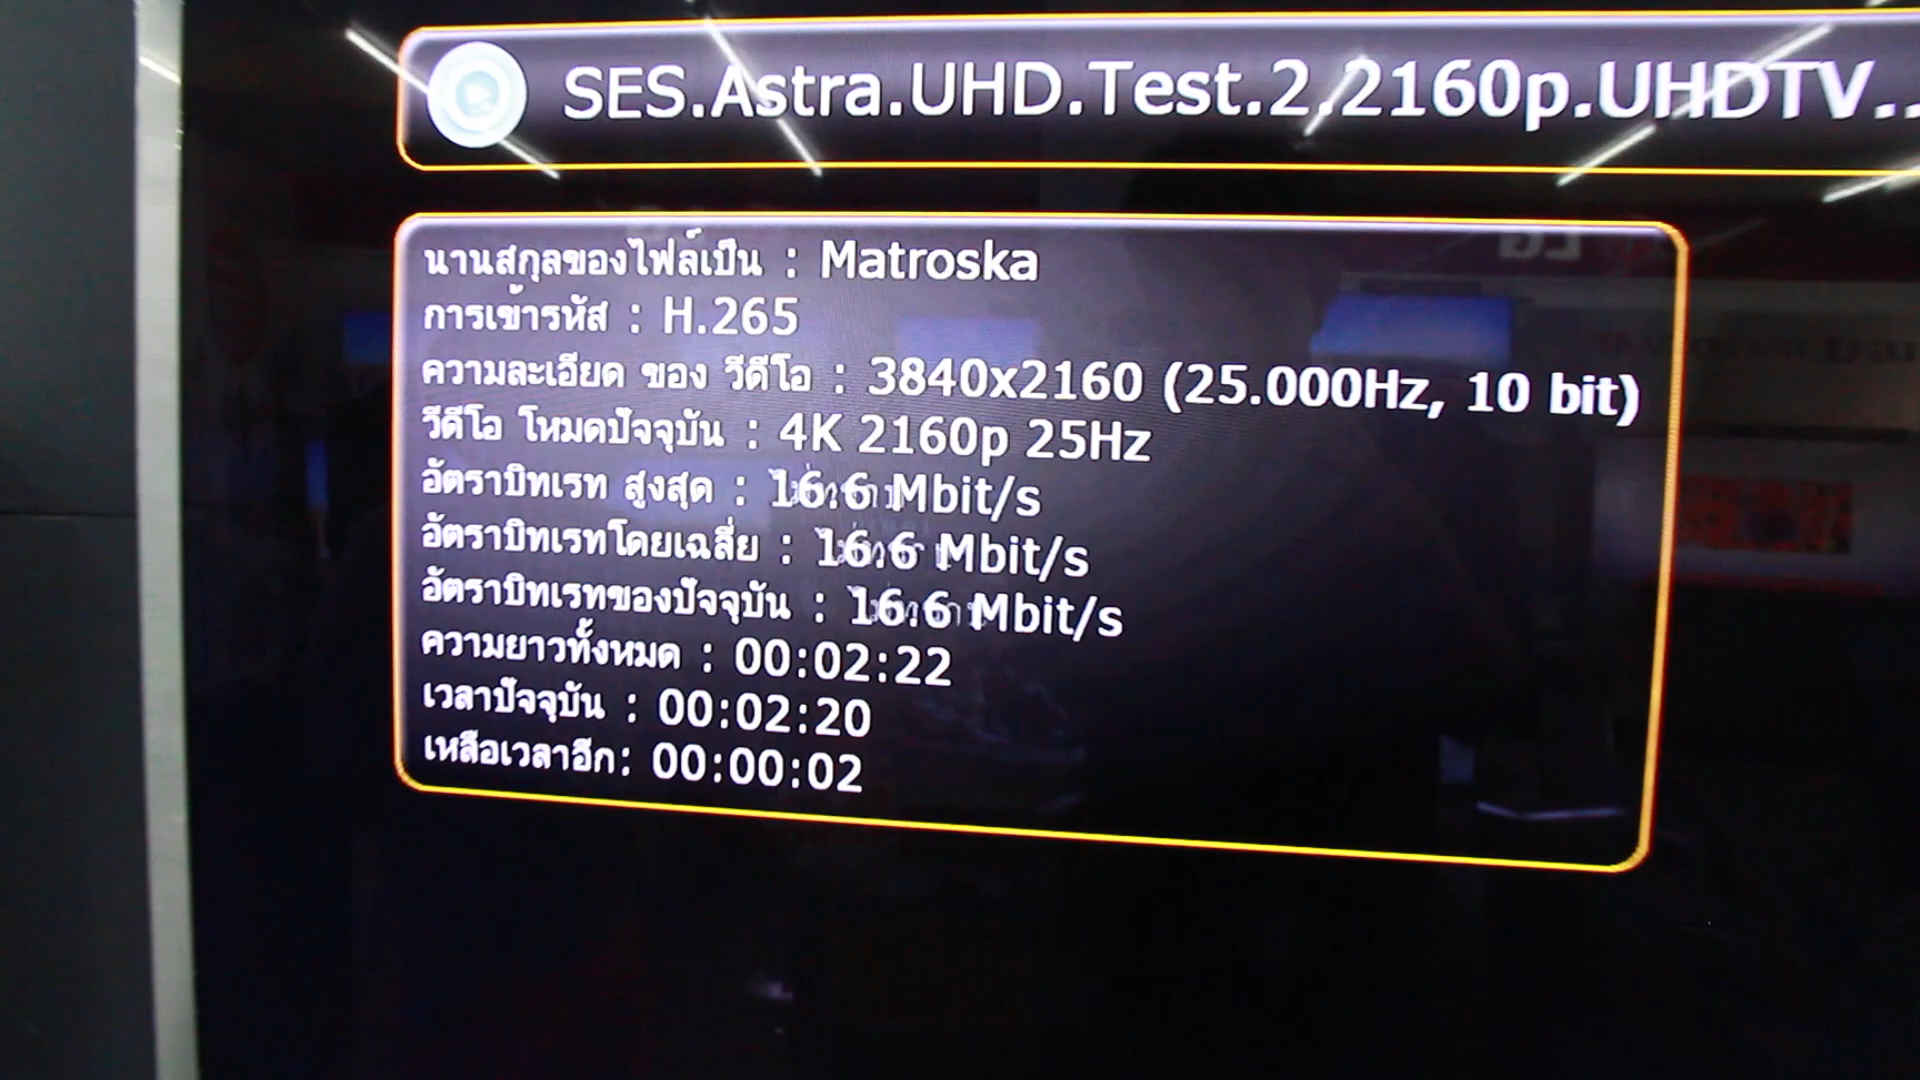 SES.Astra.UHD.Test.2.2160p.UHDTV..
นานสกุลของไฟล์เป็น : Matroska
การเข้ารหัส : H.265
ความละเอียด ของ วีดีโอ : 3840x2160 (25.000Hz, 10 bit)
วีดีโอ โหมดปัจจุบัน : 4K 2160p 25Hz
อัตราบิทเรท สูงสุด : 16.6 Mbit/s
อัตราบิทเรทโดยเฉลี่ย : 16.6 Mbit/s
อัตราบิทเรทของปัจจุบัน : 16.6 Mbit/s
ความยาวทั้งหมด : 00:02:22
เวลาปัจจุบัน : 00:02:20
เหลือเวลาอีก: 00:00:02
LG